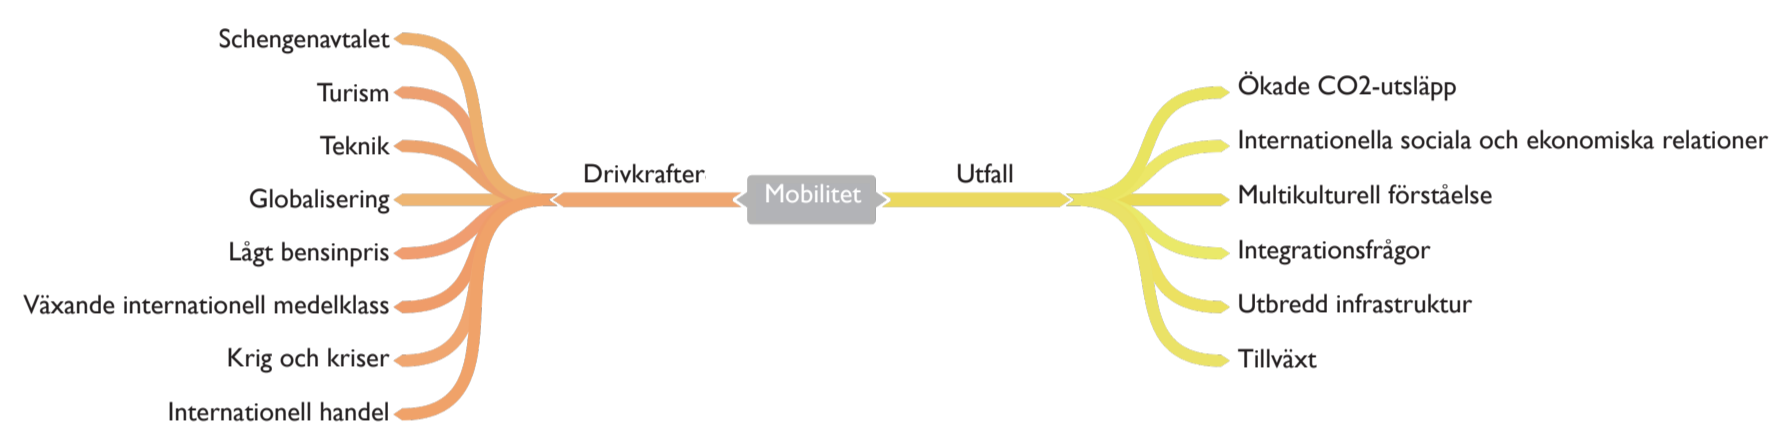 Schengenavtalet
Turism
Teknik
Globalisering
Lågt bensinpris
Växande internationell medelklass
Krig och kriser
Internationell handel
Drivkrafter
Mobilitet
Utfall
Ökade CO2-utsläpp
Internationella sociala och ekonomiska relationer
Multikulturell förståelse
Integrationsfrågor
Utbredd infrastruktur
Tillväxt